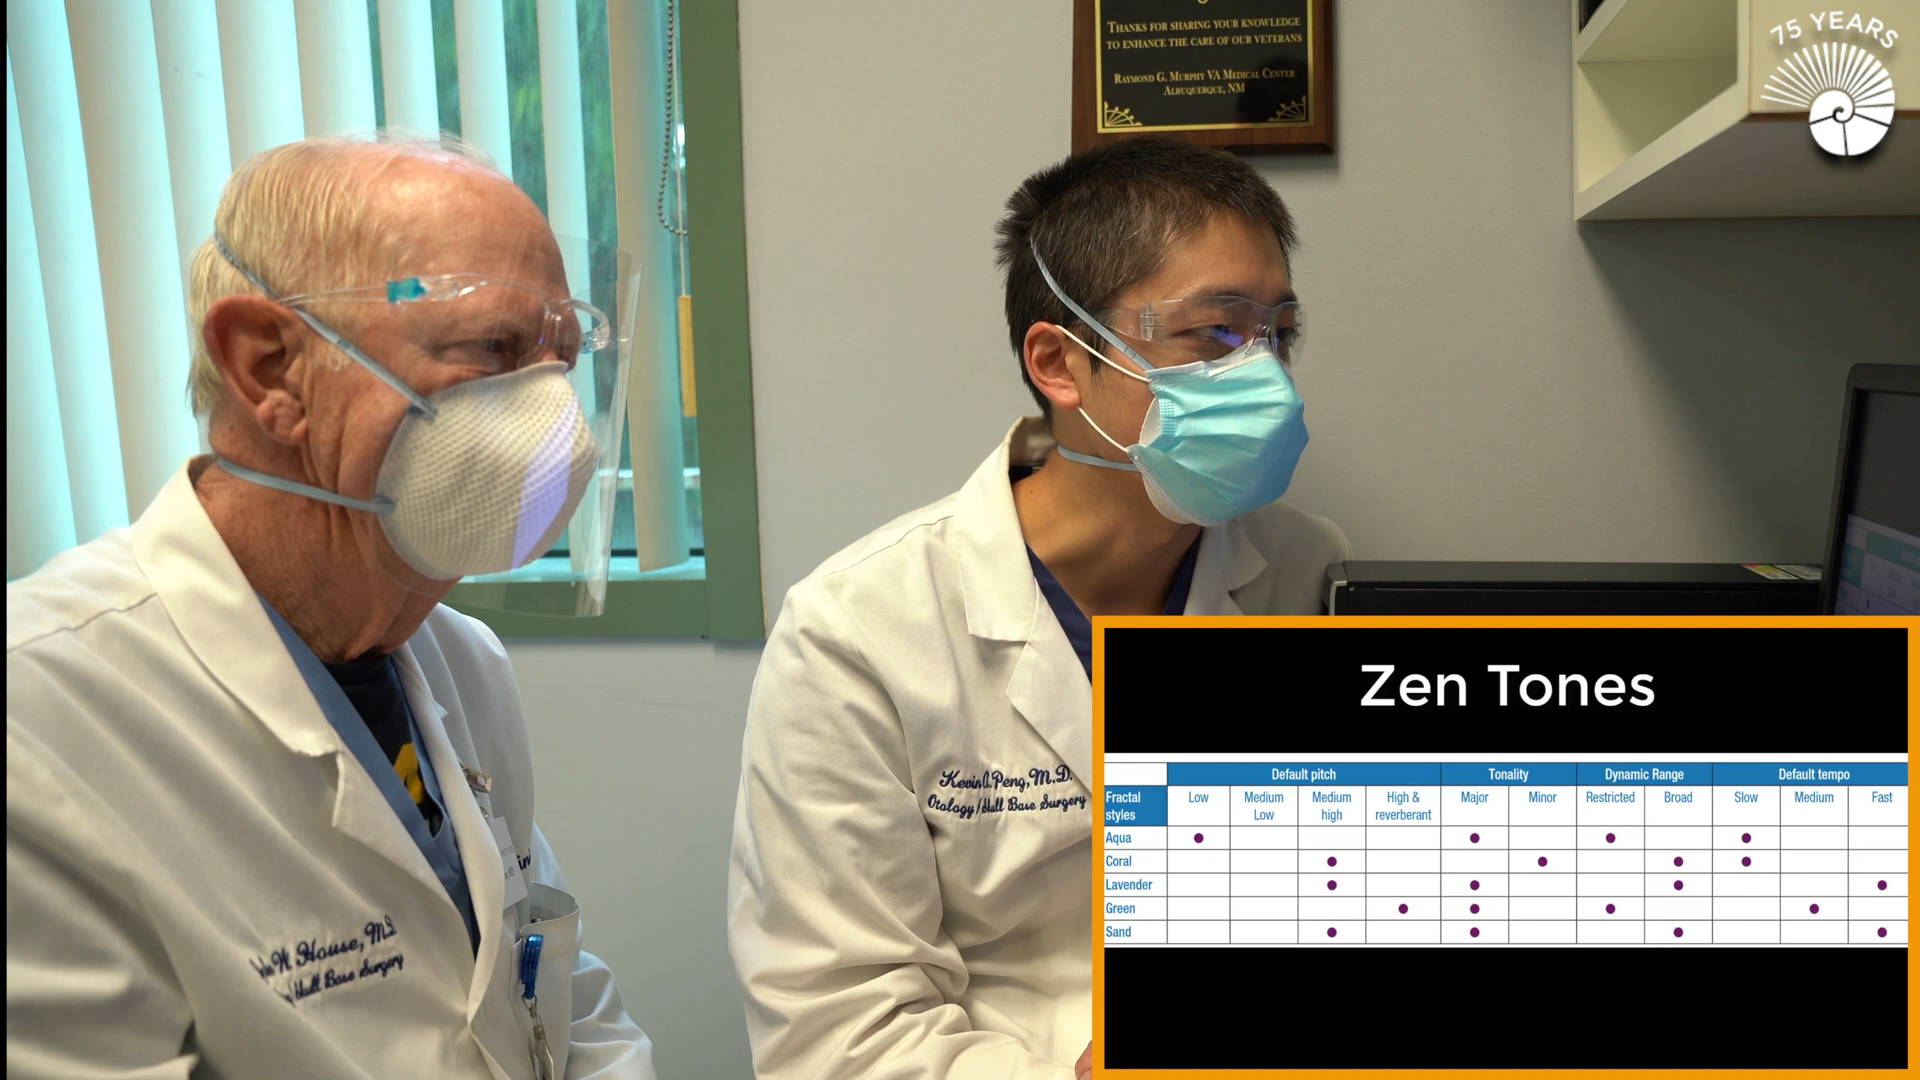 THANKS FOR SHARING YOUR KNOWLEDGE
TO ENHANCE THE CARE OF OUR VETERANS
RAYMOND G. MURPHY VA MEDICAL CENTER
ALBUQUERQUE, NM
75 YEARS
Kevin A. Peng, M.D.
Otology / Skull Base Surgery
W. House, M.D.
Skull Base Surgery
Zen Tones
Default pitch Tonality Dynamic Range Default tempo
Fractal styles Low Medium Low Medium high High & reverberant Major Minor Restricted Broad Slow Medium Fast
Aqua
Coral
Lavender
Green
Sand